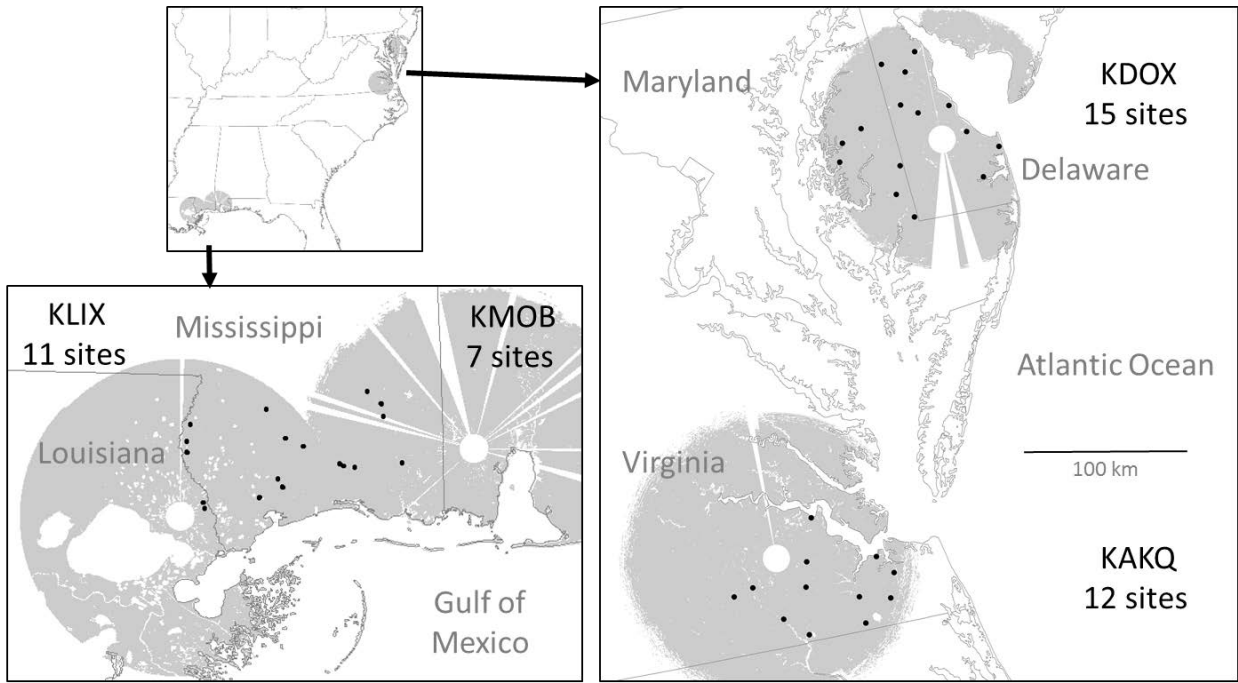 KLIX
11 sites
Mississippi
KMOB
7 sites
Louisiana
Gulf of
Mexico
Maryland
KDOX
15 sites
Delaware
Atlantic Ocean
100 km
Virginia
KAKQ
12 sites